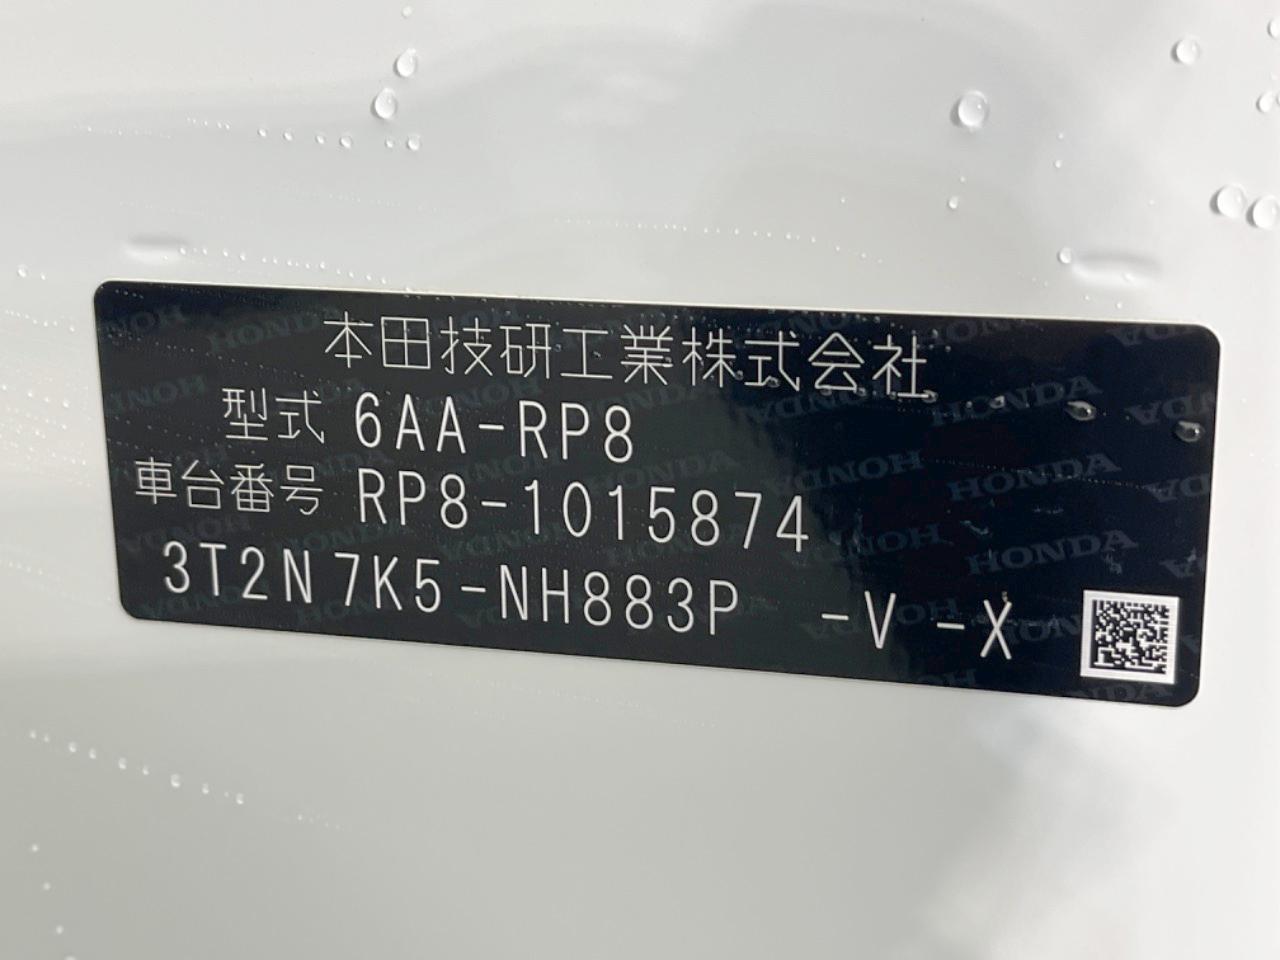 本田技研工業株式会社
型式 6AA-RP8
車台番号 RP8-1015874
3T2N7K5-NH883P -V -X